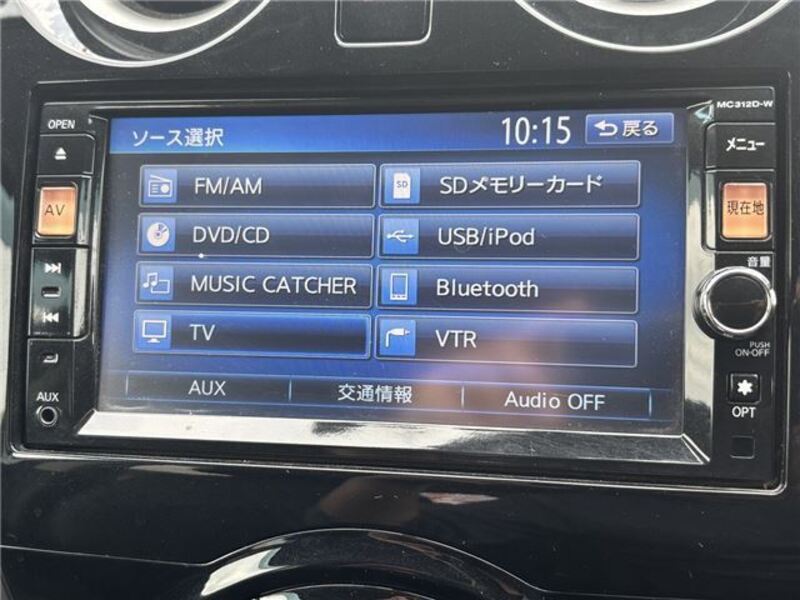 MC312D-W
OPEN
ソース選択
10:15
戻る
メニュー
AV
FM/AM
SD
SDメモリーカード
現在地
DVD/CD
USB/iPod
音量
MUSIC CATCHER
Bluetooth
TV
VTR
PUSH
ON·OFF
AUX
AUX
交通情報
Audio OFF
OPT